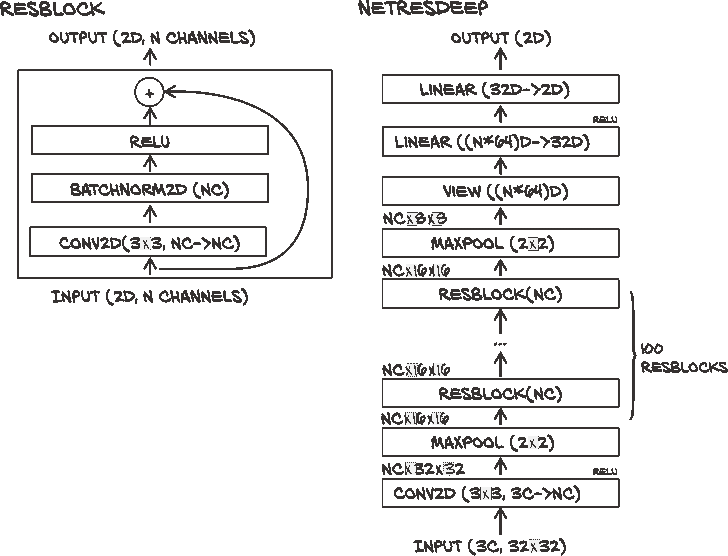 RESBLOCK
OUTPUT (2D, N CHANNELS)
+
RELU
BATCHNORM2D (NC)
CONV2D(3x3, NC->NC)
INPUT (2D, N CHANNELS)
NETRESDEEP
OUTPUT (2D)
LINEAR (32D->2D)
RELU
LINEAR ((N*64)D->32D)
VIEW ((N*64)D)
NCx8x8
MAXPOOL (2x2)
NCx16x16
RESBLOCK(NC)
...
100
RESBLOCKS
NCx16x16
RESBLOCK(NC)
NCx16x16
MAXPOOL (2x2)
NCx32x32
RELU
CONV2D (3x3, 3C->NC)
INPUT (3C, 32x32)